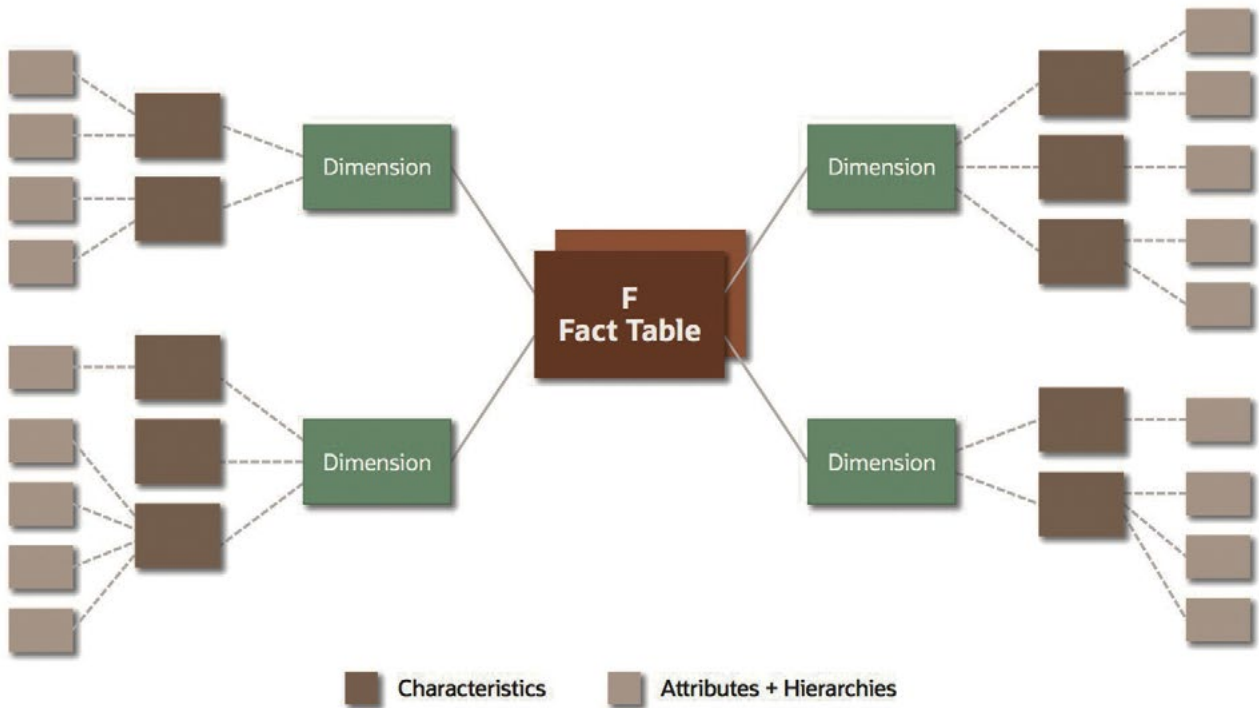 Dimension
Dimension
F
Fact Table
Dimension
Dimension
Characteristics
Attributes + Hierarchies